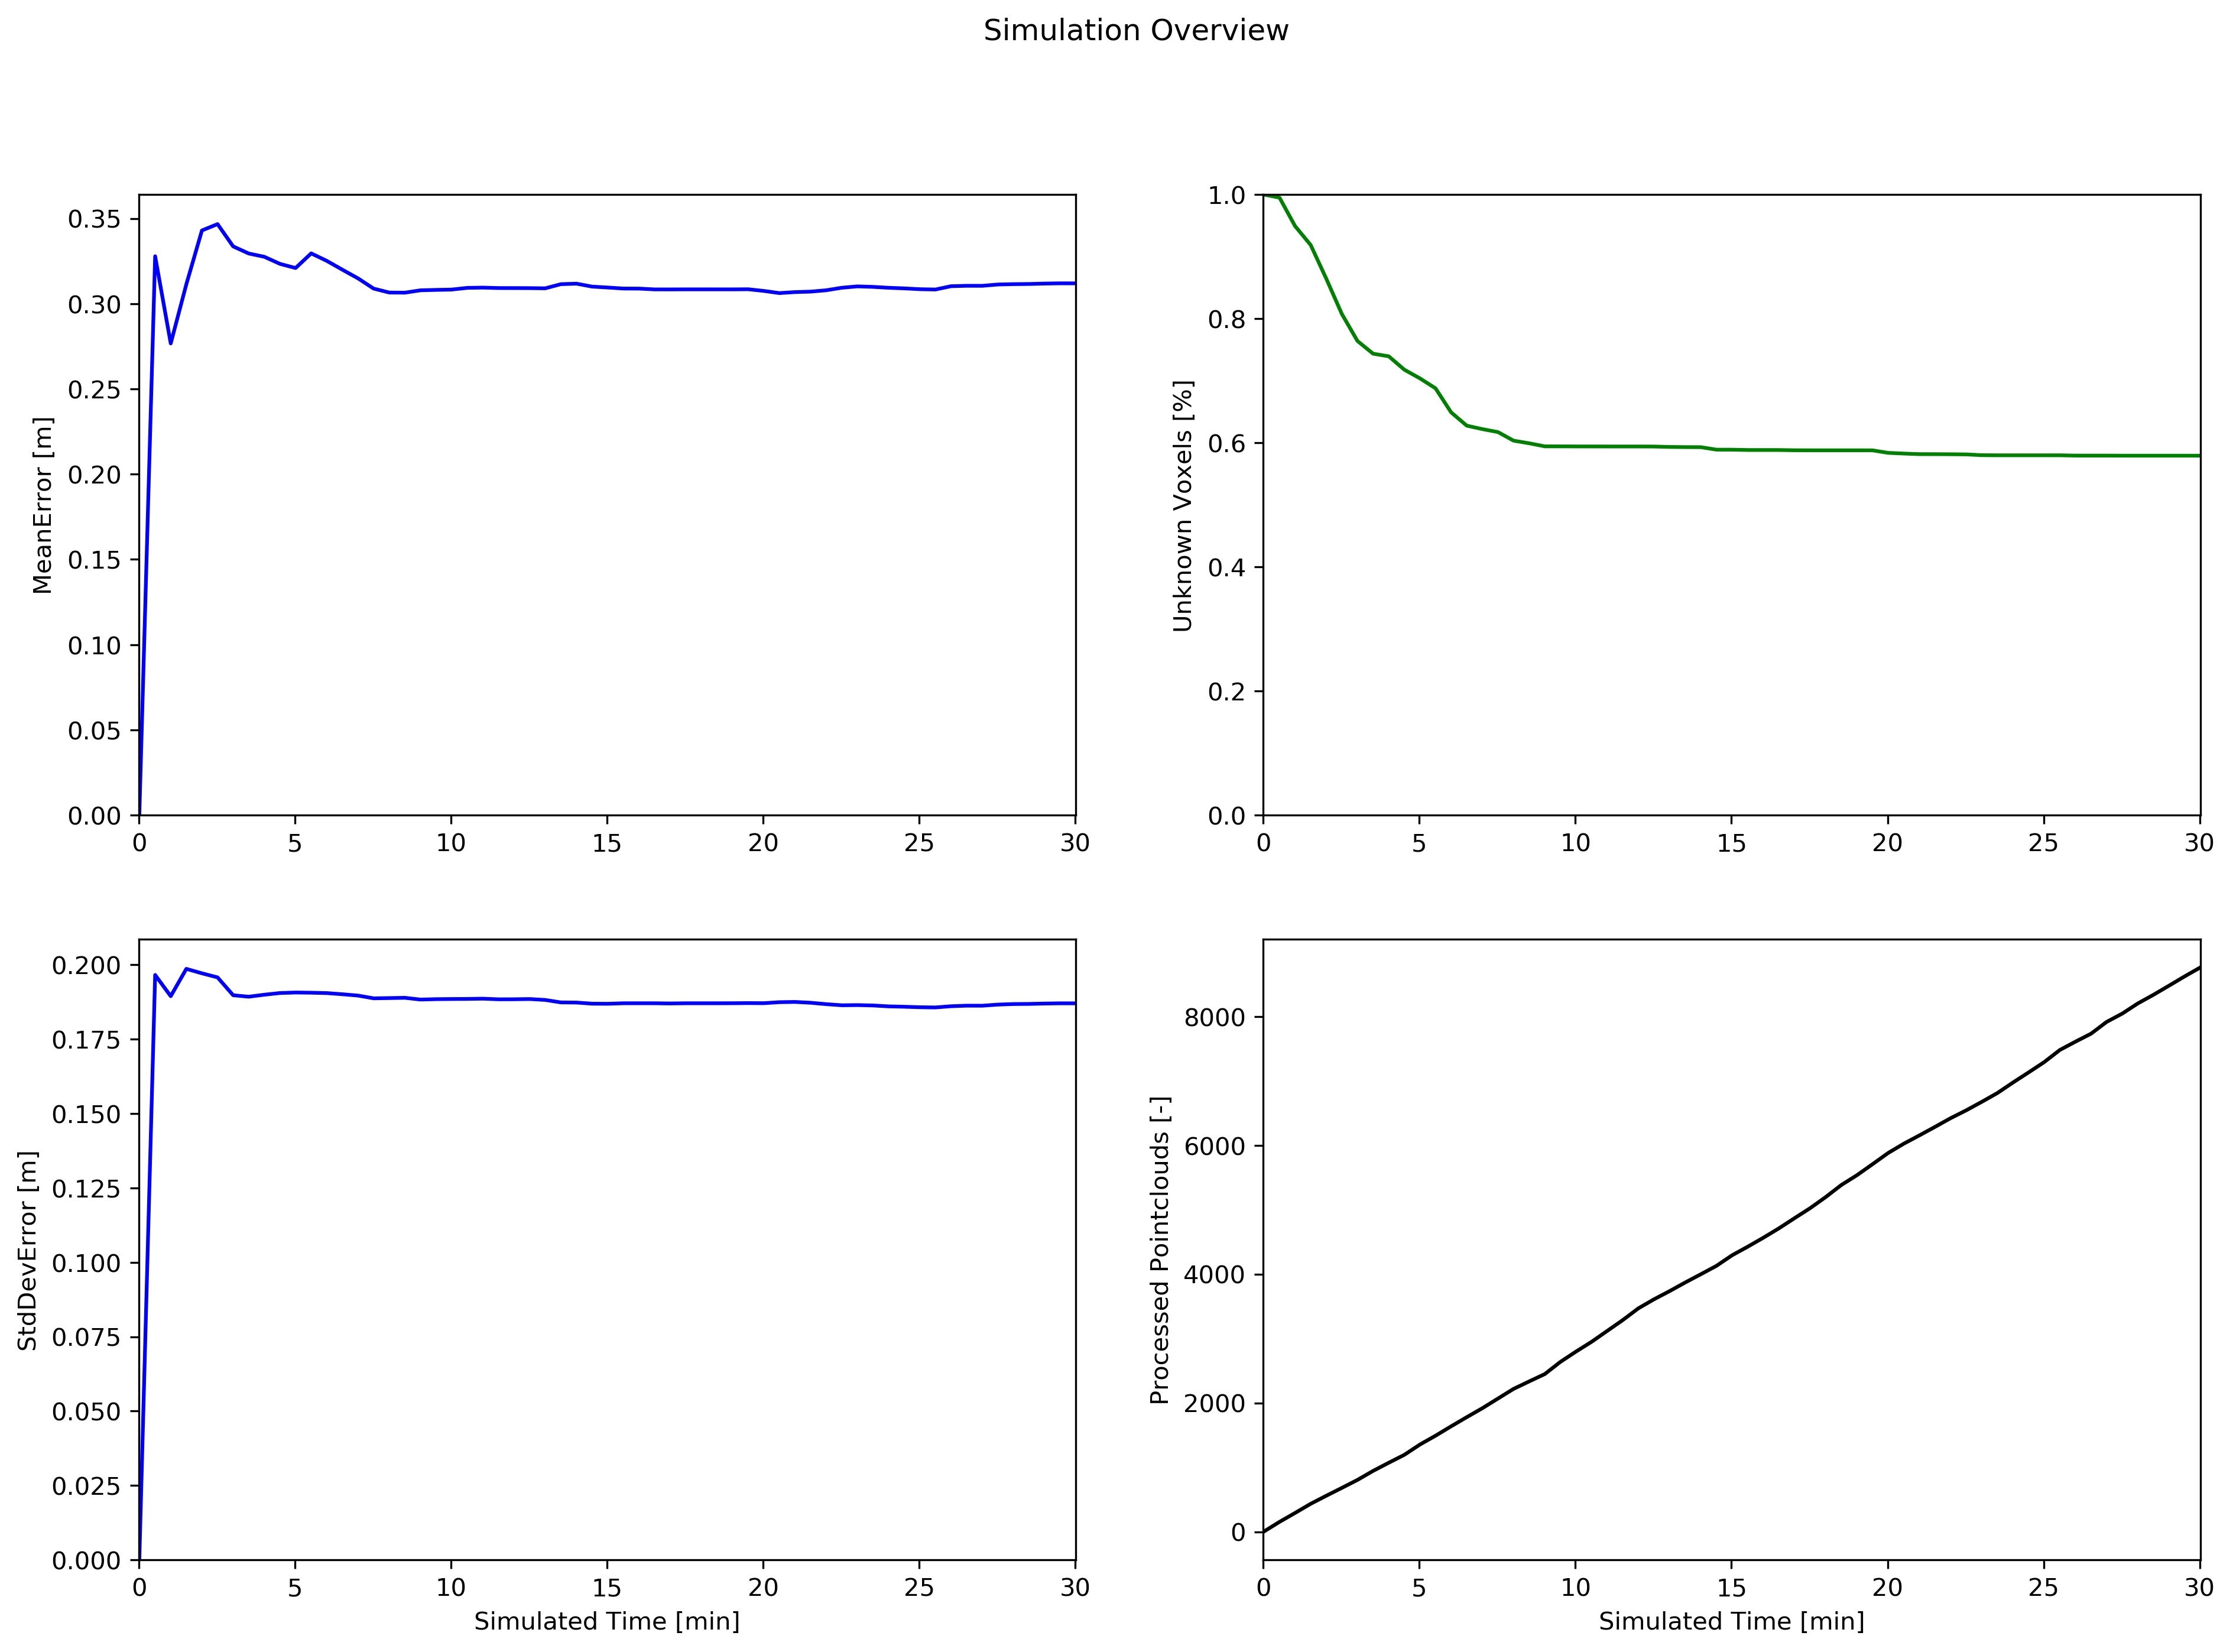 Simulation Overview
MeanError [m]
0.35
0.30
0.25
0.20
0.15
0.10
0.05
0.00
0 5 10 15 20 25 30
Unknown Voxels [%]
1.0
0.8
0.6
0.4
0.2
0.0
0 5 10 15 20 25 30
StdDevError [m]
0.200
0.175
0.150
0.125
0.100
0.075
0.050
0.025
0.000
0 5 10 15 20 25 30
Simulated Time [min]
Processed Pointclouds [-]
8000
6000
4000
2000
0
0 5 10 15 20 25 30
Simulated Time [min]